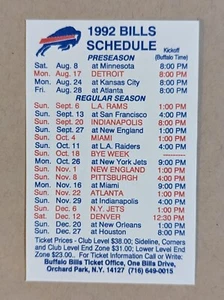 1992 BILLS
SCHEDULE
Kickoff
(Buffalo Time)
PRESEASON
Sat. Aug. 8 at Minnesota 8:00 PM
Mon. Aug. 17 DETROIT 8:00 PM
Mon. Aug. 24 at Kansas City 8:00 PM
Fri. Aug. 28 at Atlanta 8:00 PM
REGULAR SEASON
Sun. Sept. 6 L.A. RAMS 1:00 PM
Sun. Sept. 13 at San Francisco 4:00 PM
Sun. Sept. 20 INDIANAPOLIS 4:00 PM
Sun. Sept. 27 at New England 1:00 PM
Sun. Oct. 4 MIAMI 1:00 PM
Sun. Oct. 11 at L.A. Raiders 4:00 PM
Sun. Oct. 18 BYE WEEK
Mon. Oct. 26 at New York Jets 9:00 PM
Sun. Nov. 1 NEW ENGLAND 1:00 PM
Sun. Nov. 8 PITTSBURGH 4:00 PM
Mon. Nov. 16 at Miami 9:00 PM
Sun. Nov. 22 ATLANTA 1:00 PM
Sun. Nov. 29 at Indianapolis 1:00 PM
Sun. Dec. 6 NEW YORK JETS 1:00 PM
Sat. Dec. 12 DENVER 12:30 PM
Sun. Dec. 20 at New Orleans 1:00 PM
Sun. Dec. 27 at Houston 8:00 PM
Ticket Prices - Club Level $38.00; Sideline, Corners
and Club Level End Zone $31.00; Lower Level End Zone
$23.00. For Ticket Information Call or Write:
Buffalo Bills Ticket Office, One Bills Drive,
Orchard Park, N.Y. 14127 (716) 649-0015